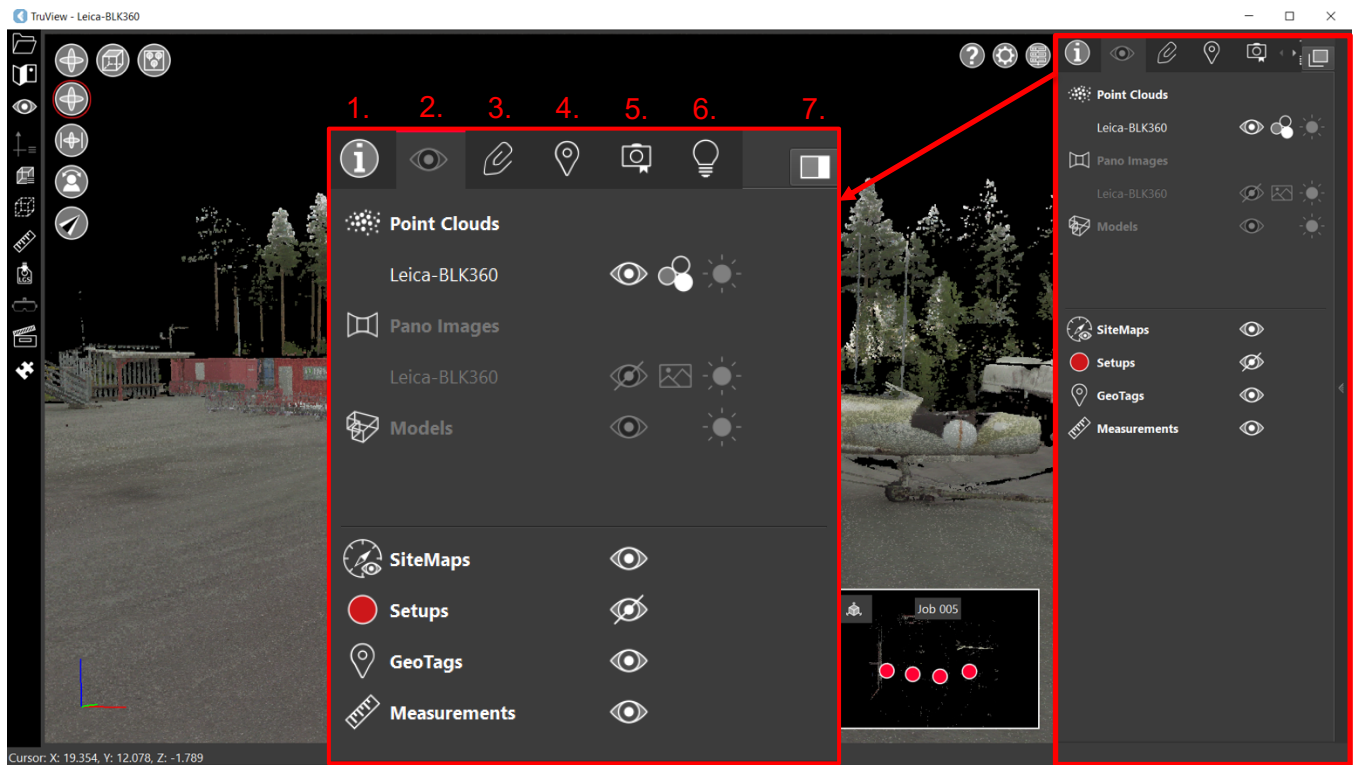 TruView - Leica-BLK360
1. 2. 3. 4. 5. 6. 7.
Point Clouds
Leica-BLK360
Pano Images
Leica-BLK360
Models
SiteMaps
Setups
GeoTags
Measurements
Point Clouds
Leica-BLK360
Pano Images
Leica-BLK360
Models
SiteMaps
Setups
GeoTags
Measurements
LGS
Job 005
Cursor: X: 19.354, Y: 12.078, Z: -1.789